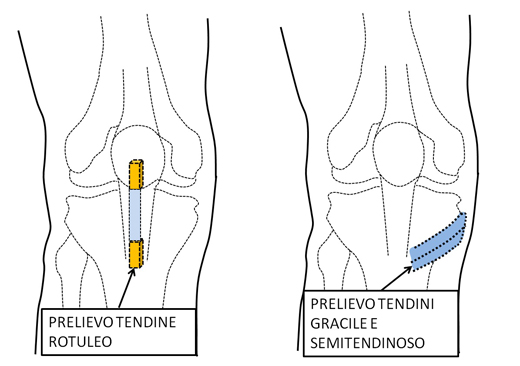 PRELIEVO TENDINE
ROTULEO
PRELIEVO TENDINI
GRACILE E
SEMITENDINOSO